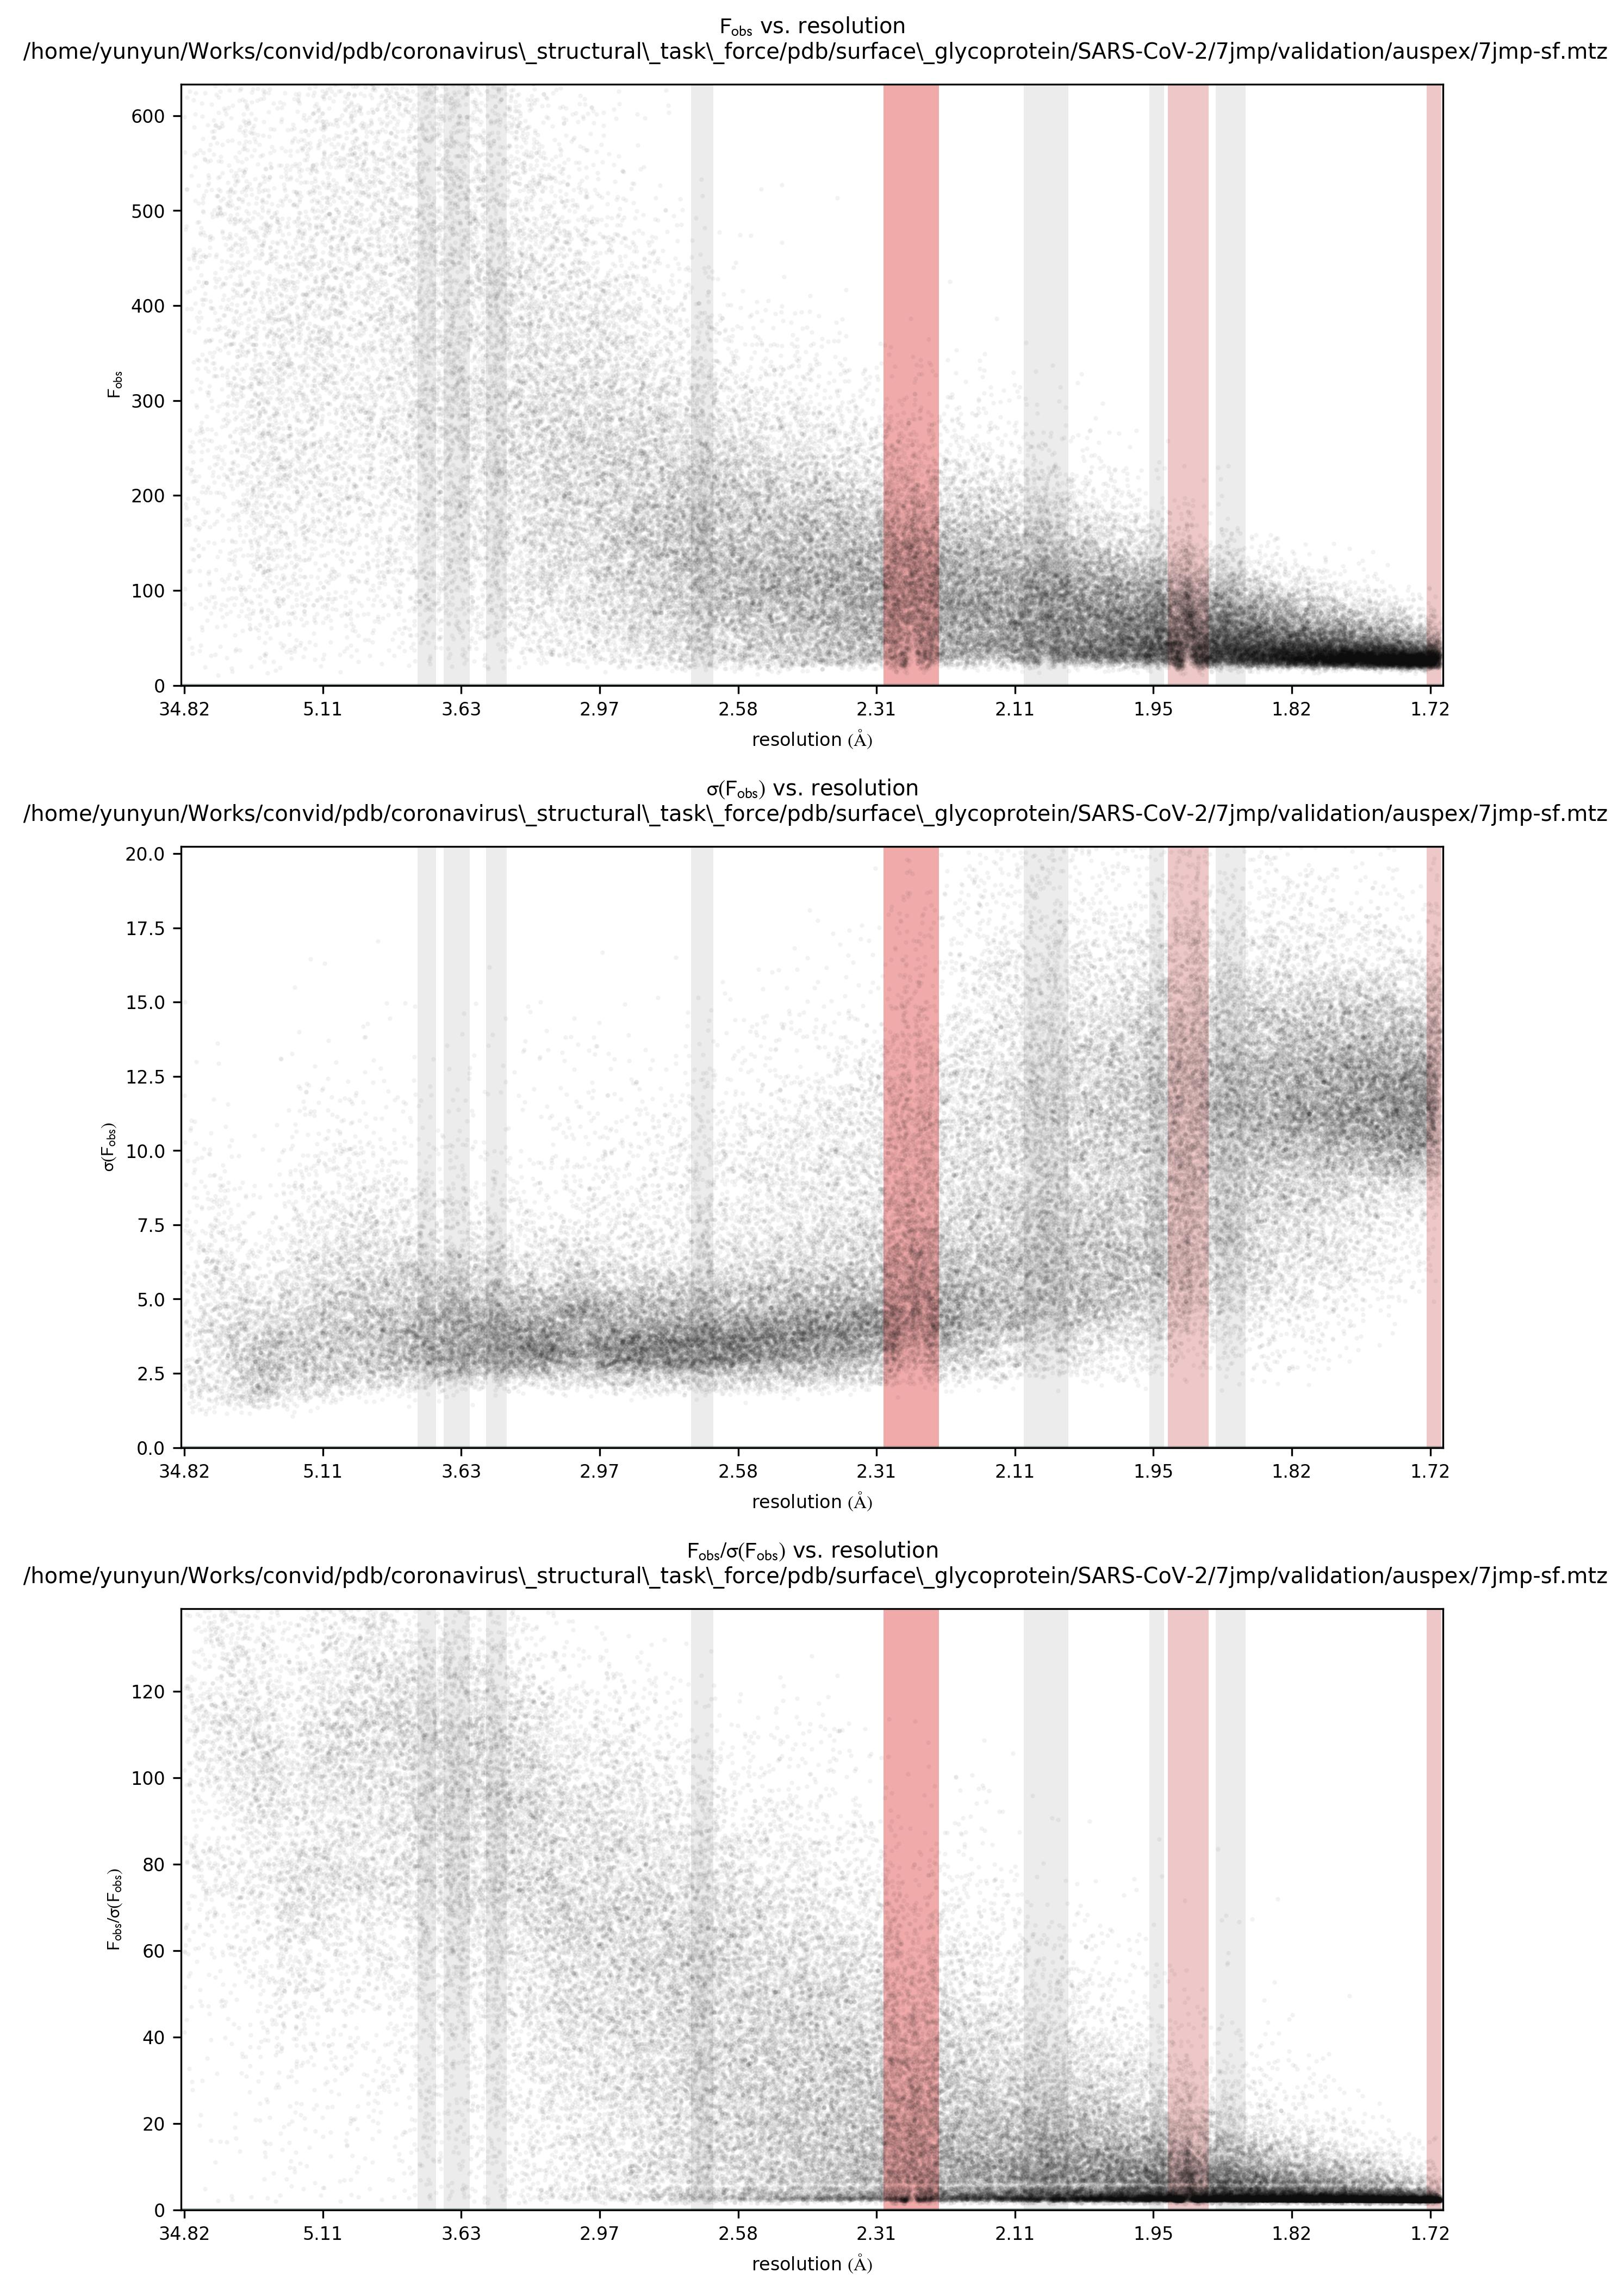 F_obs vs. resolution
/home/yunyun/Works/convid/pdb/coronavirus\_structural\_task\_force/pdb/surface\_glycoprotein/SARS-CoV-2/7jmp/validation/auspex/7jmp-sf.mtz
600
500
400
300
200
100
0
F_obs
34.82 5.11 3.63 2.97 2.58 2.31 2.11 1.95 1.82 1.72
resolution (Å)
σ(F_obs) vs. resolution
/home/yunyun/Works/convid/pdb/coronavirus\_structural\_task\_force/pdb/surface\_glycoprotein/SARS-CoV-2/7jmp/validation/auspex/7jmp-sf.mtz
20.0
17.5
15.0
12.5
10.0
7.5
5.0
2.5
0.0
σ(F_obs)
34.82 5.11 3.63 2.97 2.58 2.31 2.11 1.95 1.82 1.72
resolution (Å)
F_obs/σ(F_obs) vs. resolution
/home/yunyun/Works/convid/pdb/coronavirus\_structural\_task\_force/pdb/surface\_glycoprotein/SARS-CoV-2/7jmp/validation/auspex/7jmp-sf.mtz
120
100
80
60
40
20
0
F_obs/σ(F_obs)
34.82 5.11 3.63 2.97 2.58 2.31 2.11 1.95 1.82 1.72
resolution (Å)